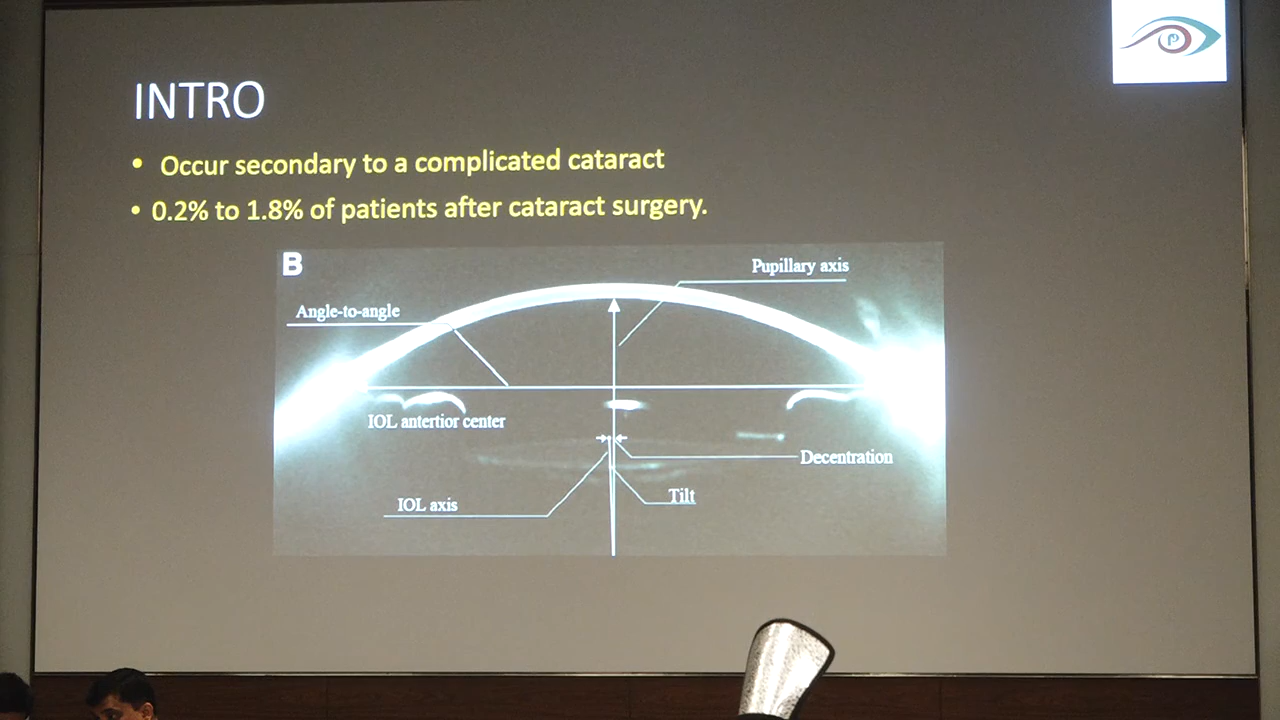 INTRO
• Occur secondary to a complicated cataract
• 0.2% to 1.8% of patients after cataract surgery.
B
Pupillary axis
Angle-to-angle
IOL antertior center
Decentration
Tilt
IOL axis